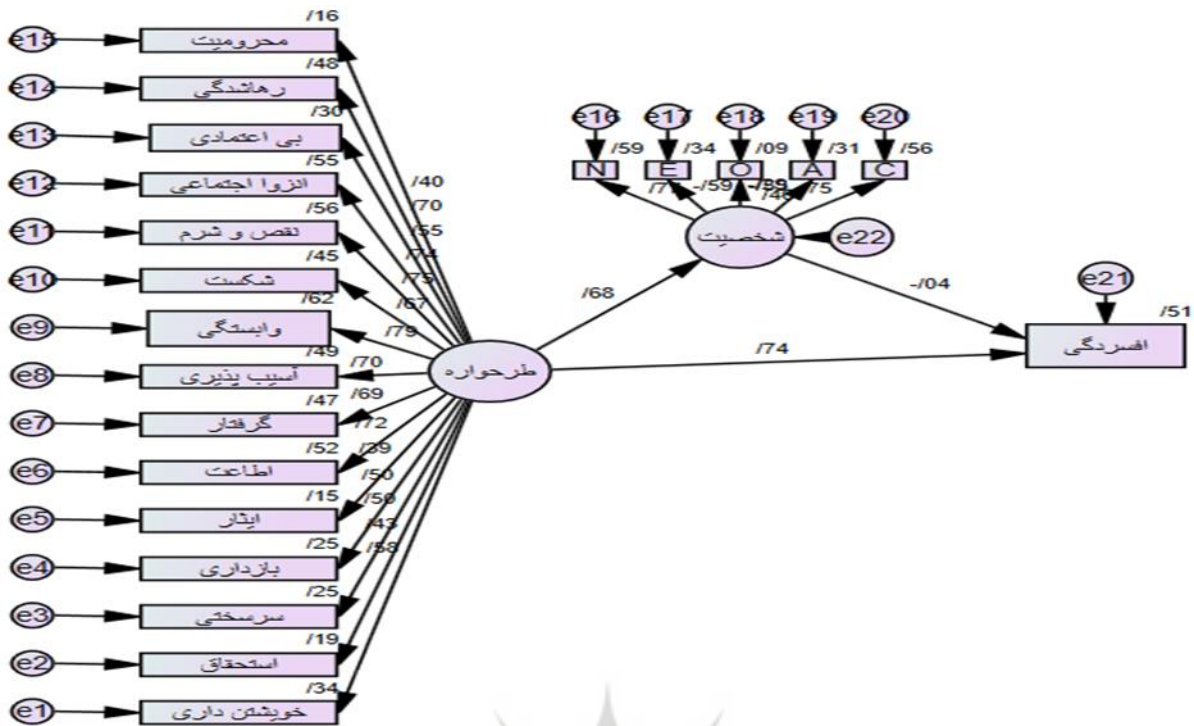 e15
محرومیت
/16
e14
رهاشدگی
/48
e13
بی اعتمادی
/30
e12
انزوا اجتماعی
/55
e11
نقص و شرم
/56
e10
شکست
/45
e9
وابستگی
/62
e8
آسیب پذیری
/49
e7
گرفتار
/47
e6
اطاعت
/52
e5
ایثار
/15
e4
بازداری
/25
e3
سرسختی
/25
e2
استحقاق
/19
e1
خویشتن داری
/34
/40
/70
/55
/74
/75
/67
/79
/70
/69
/72
/39
/50
/50
/43
/58
طرحواره
/68
/74
e16
e17
e18
e19
e20
/59
/34
/09
/31
/56
N
E
O
A
C
-/59
/75
شخصیت
e22
-/04
e21
/51
افسردگی